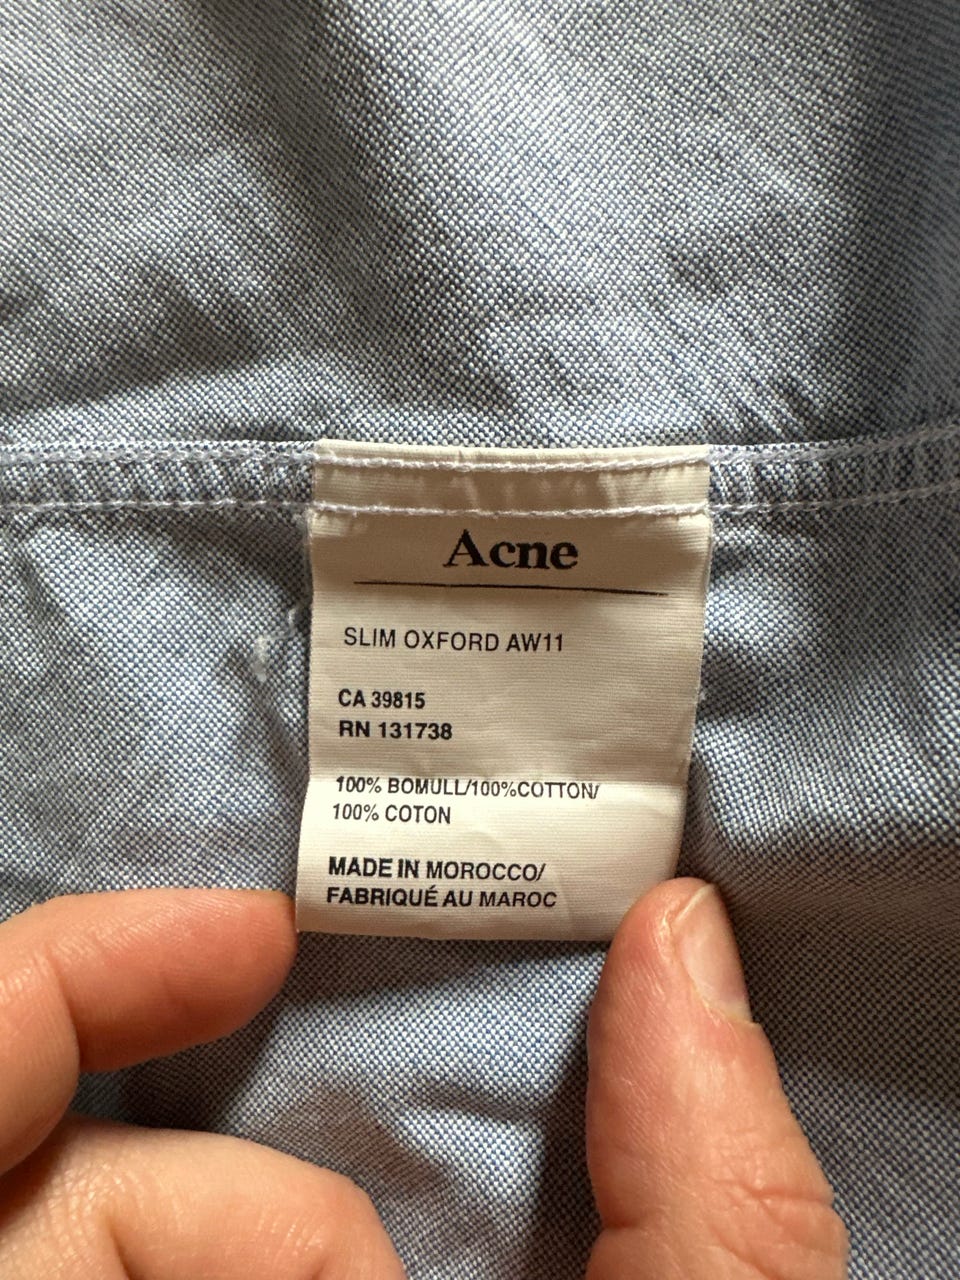 Acne
SLIM OXFORD AW11
CA 39815
RN 131738
100% BOMULL/100%COTTON/
100% COTON
MADE IN MOROCCO/
FABRIQUÉ AU MAROC